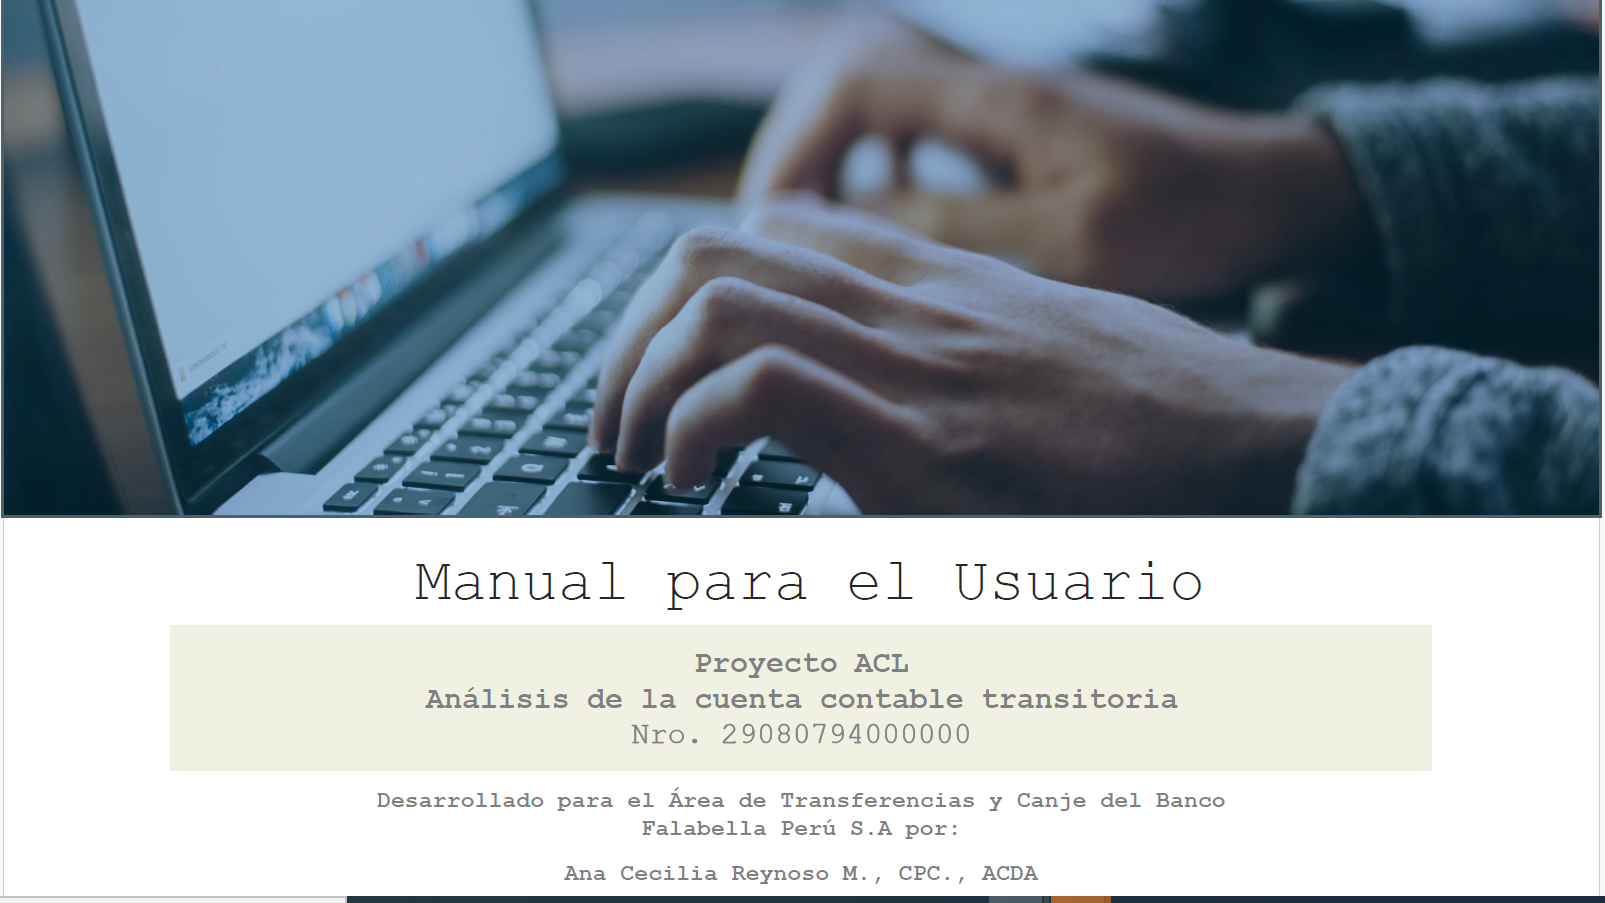 Manual para el Usuario
Proyecto ACL
Análisis de la cuenta contable transitoria
Nro. 29080794000000
Desarrollado para el Área de Transferencias y Canje del Banco
Falabella Perú S.A por:
Ana Cecilia Reynoso M., CPC., ACDA